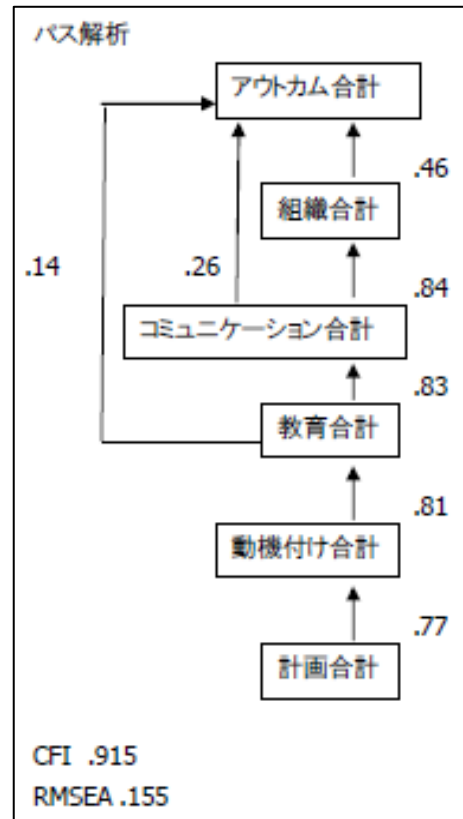 パス解析
アウトカム合計
.46
組織合計
.14
.26
.84
コミュニケーション合計
.83
教育合計
.81
動機付け合計
.77
計画合計
CFI .915
RMSEA .155